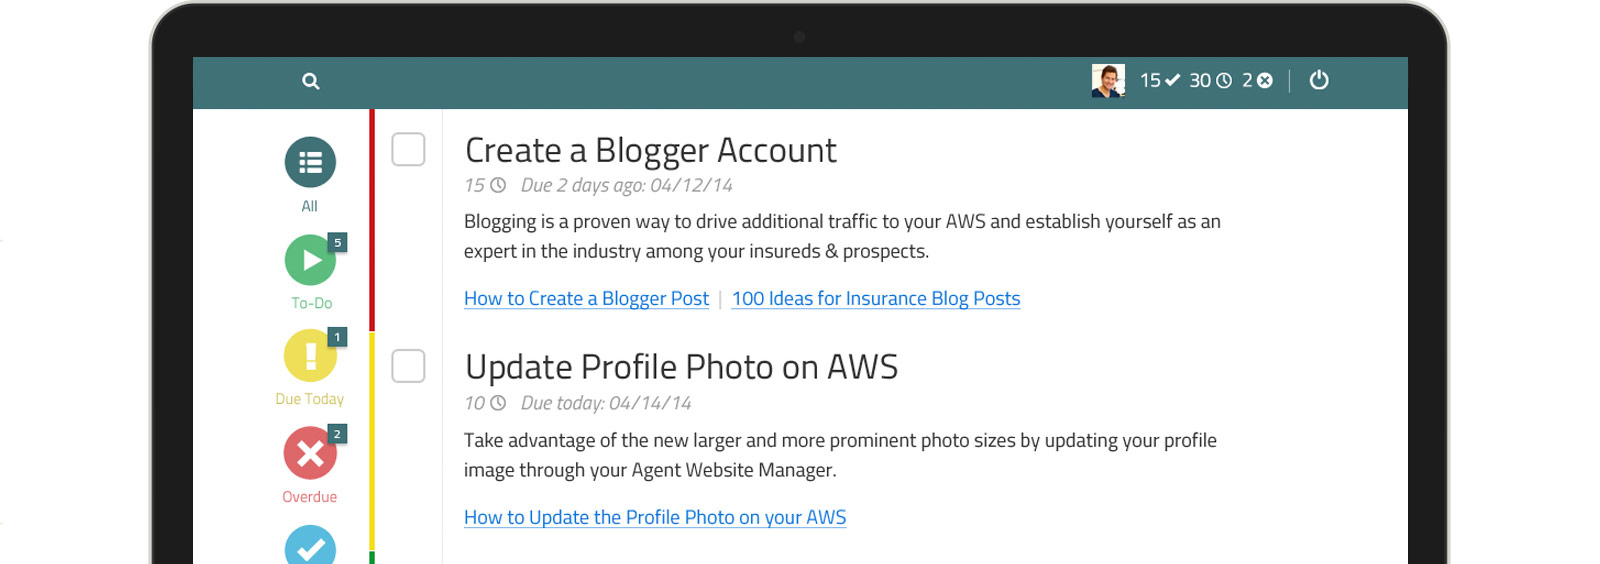 15 30 2
All
5
To-Do
1
Due Today
2
Overdue
Create a Blogger Account
15 Due 2 days ago: 04/12/14
Blogging is a proven way to drive additional traffic to your AWS and establish yourself as an
expert in the industry among your insureds & prospects.
How to Create a Blogger Post | 100 Ideas for Insurance Blog Posts
Update Profile Photo on AWS
10 Due today: 04/14/14
Take advantage of the new larger and more prominent photo sizes by updating your profile
image through your Agent Website Manager.
How to Update the Profile Photo on your AWS